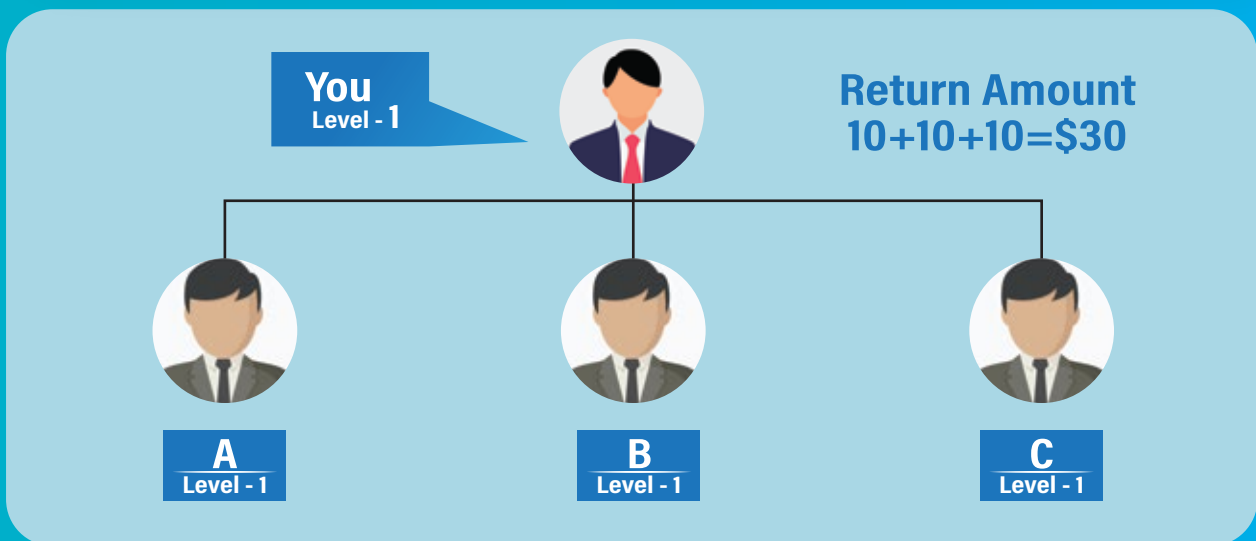 You
Level - 1
Return Amount
10+10+10=$30
A
Level - 1
B
Level - 1
C
Level - 1